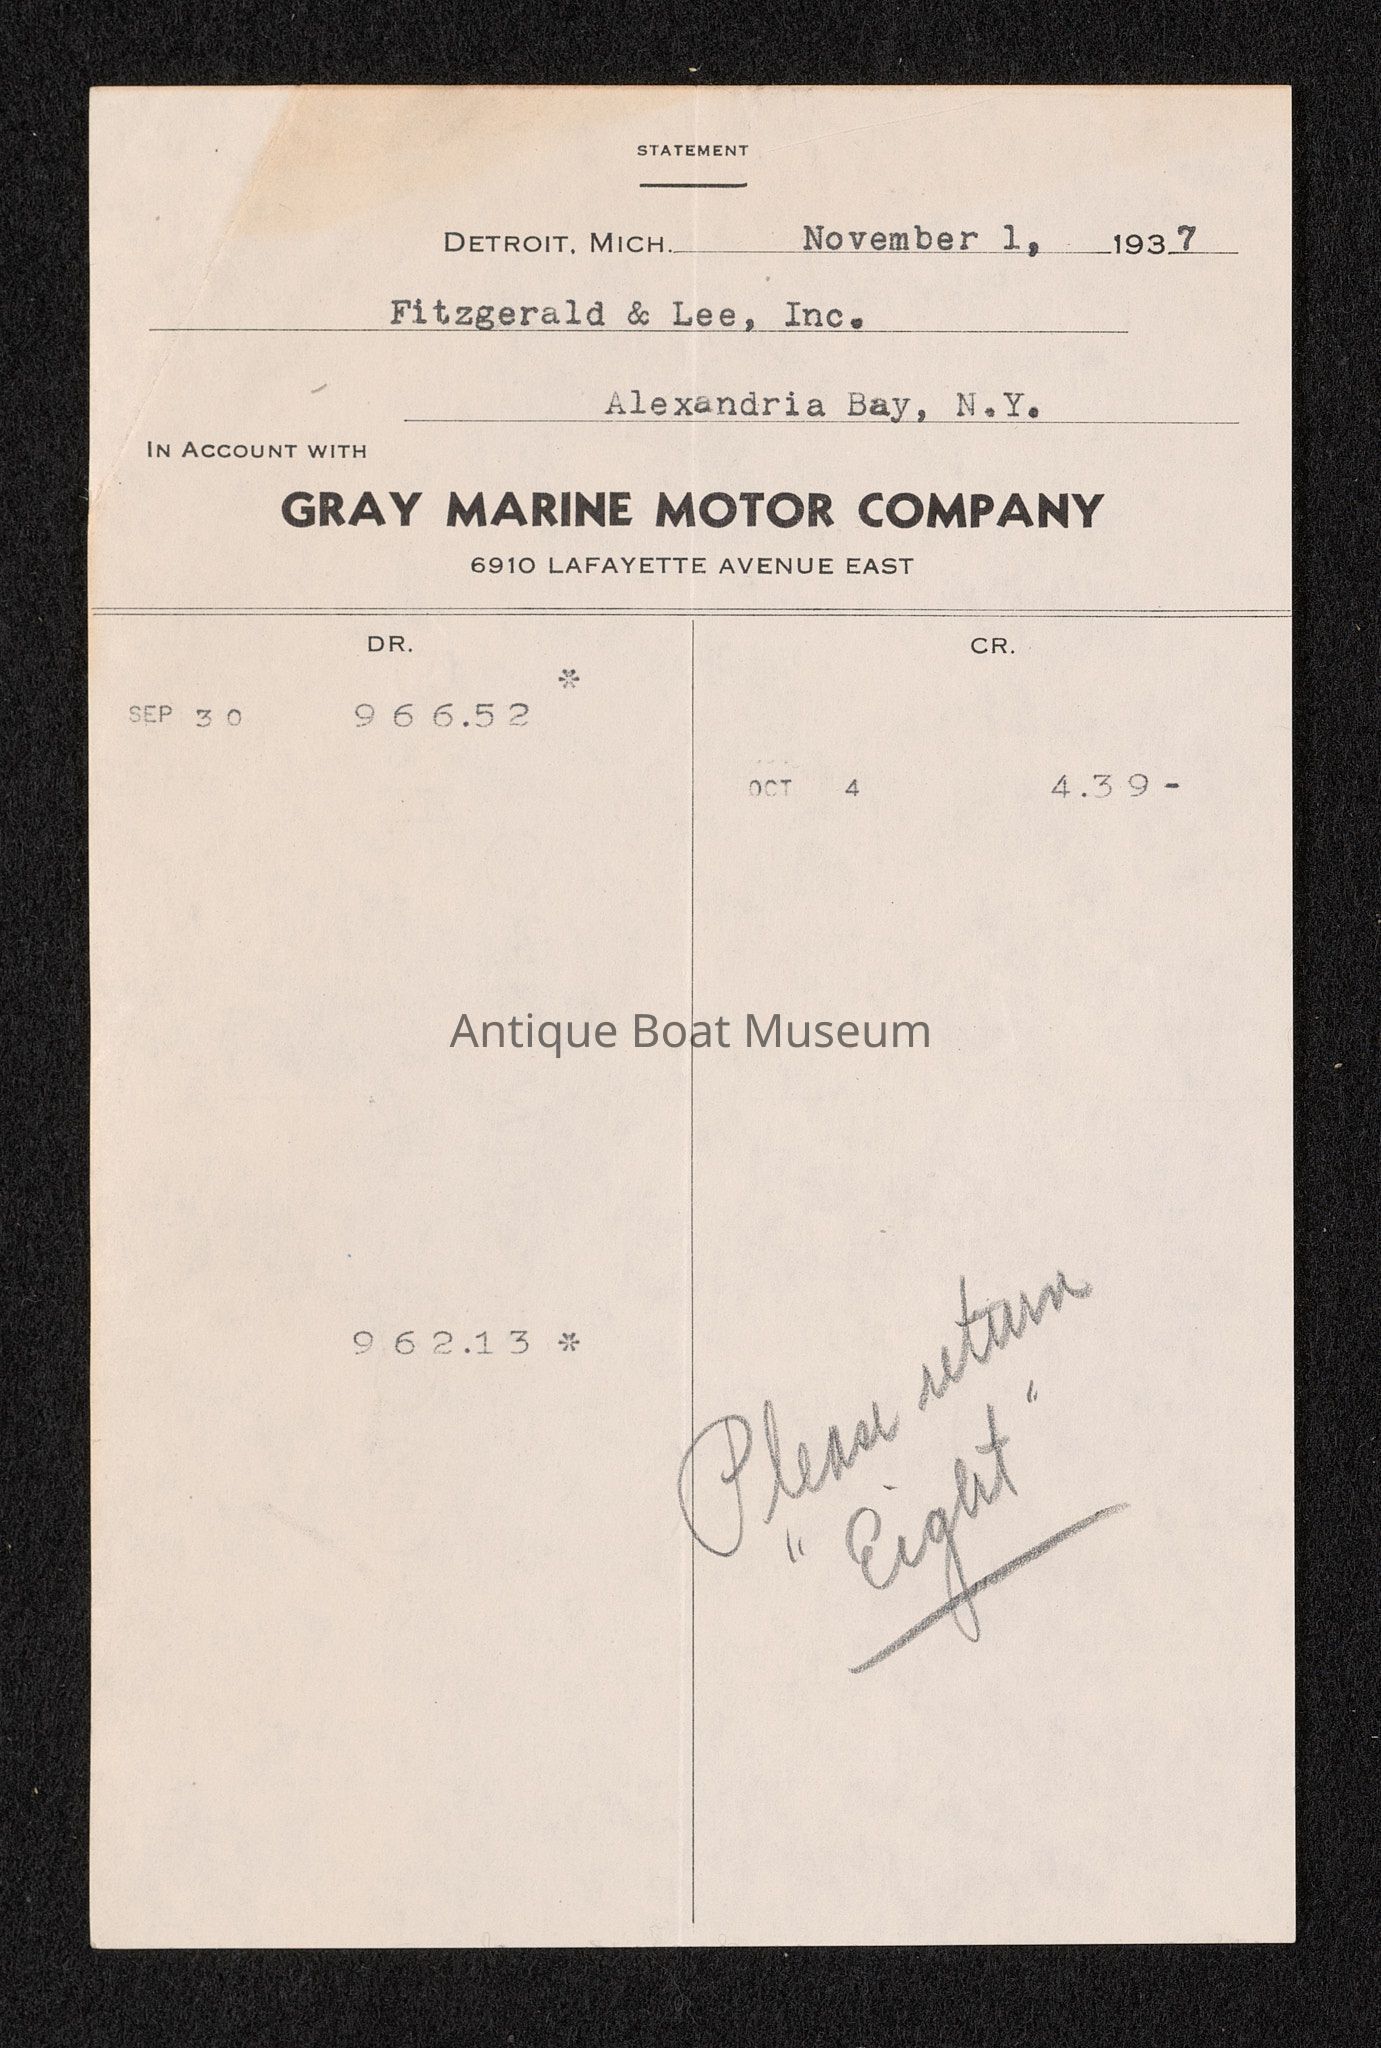 STATEMENT
DETROIT, MICH. November 1, 1937
Fitzgerald & Lee, Inc.
Alexandria Bay, N.Y.
IN ACCOUNT WITH
GRAY MARINE MOTOR COMPANY
6910 LAFAYETTE AVENUE EAST
DR. CR.
*
SEP 30 966.52
OCT 4 4.39-
Antique Boat Museum
962.13 *
Please return
"Eight"